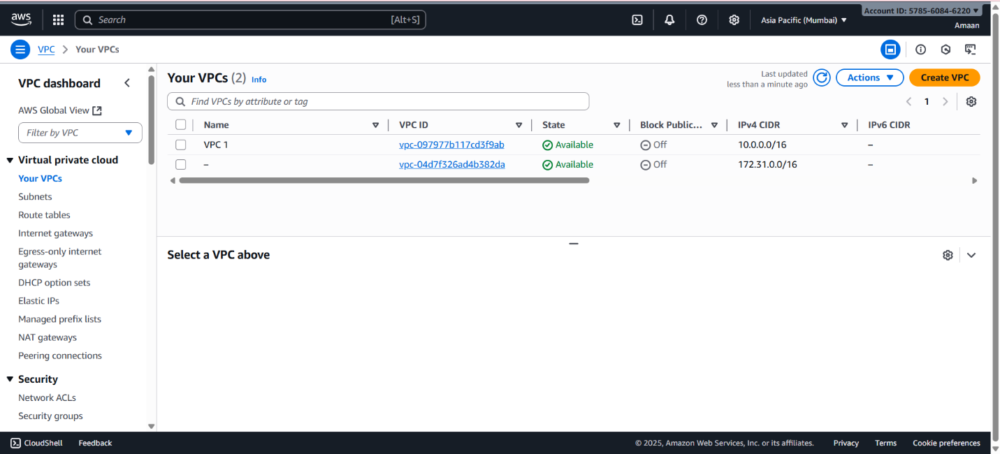 aws
Search [Alt+S]
Asia Pacific (Mumbai)
Account ID: 5785-6084-6220
Amaan
VPC
Your VPCs
VPC dashboard
AWS Global View
Filter by VPC
Virtual private cloud
Your VPCs
Subnets
Route tables
Internet gateways
Egress-only internet
gateways
DHCP option sets
Elastic IPs
Managed prefix lists
NAT gateways
Peering connections
Security
Network ACLs
Security groups
Your VPCs (2) Info
Last updated
less than a minute ago
Actions
Create VPC
Find VPCs by attribute or tag
1
Name VPC ID State Block Public... IPv4 CIDR IPv6 CIDR
VPC 1 vpc-097977b117cd3f9ab Available Off 10.0.0.0/16 –
– vpc-04d7f326ad4b382da Available Off 172.31.0.0/16 –
Select a VPC above
CloudShell Feedback © 2025, Amazon Web Services, Inc. or its affiliates. Privacy Terms Cookie preferences